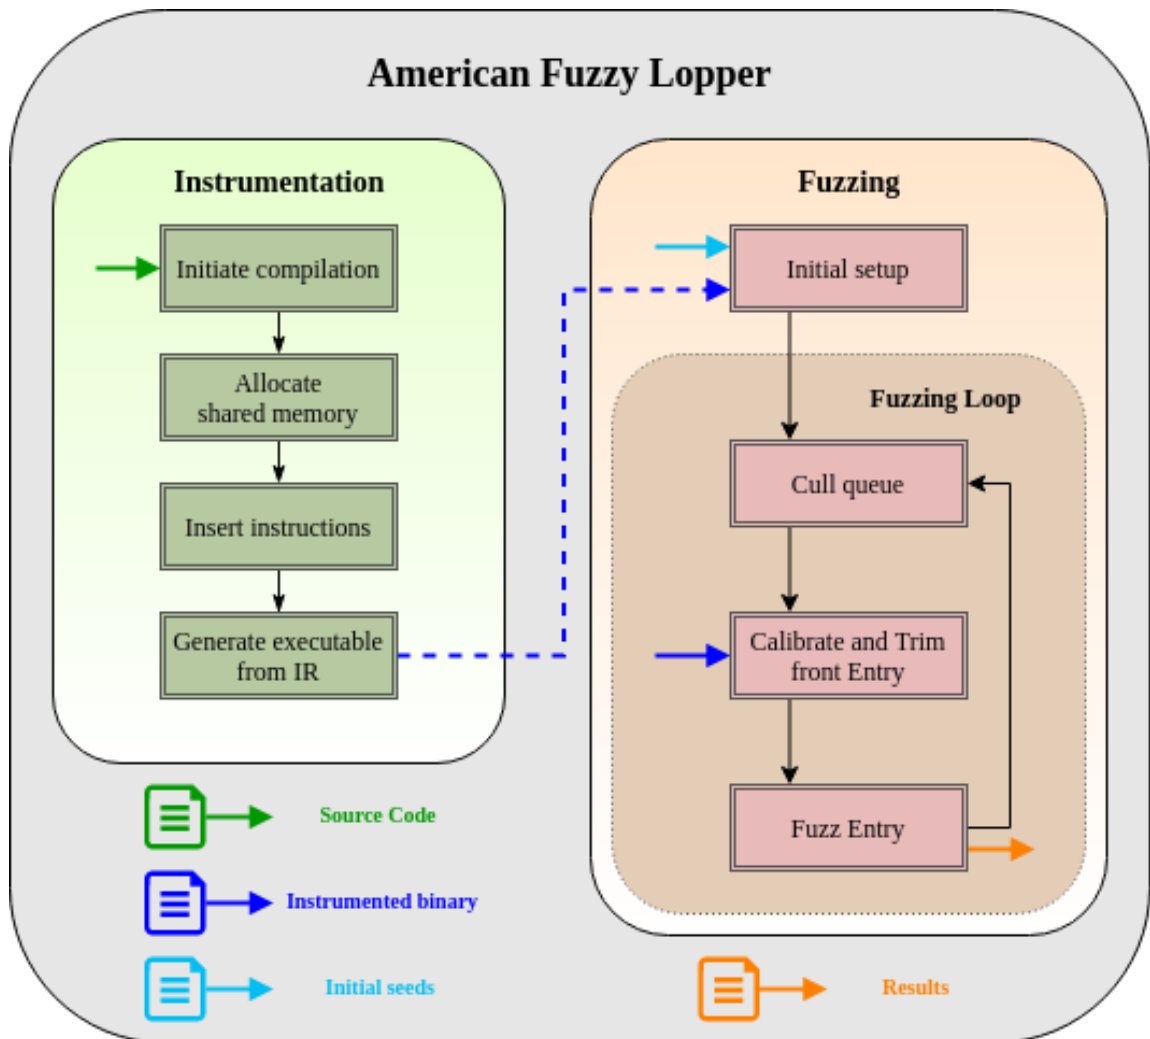 American Fuzzy Lopper
Instrumentation
Initiate compilation
Allocate
shared memory
Insert instructions
Generate executable
from IR
Fuzzing
Initial setup
Fuzzing Loop
Cull queue
Calibrate and Trim
front Entry
Fuzz Entry
Source Code
Instrumented binary
Initial seeds
Results